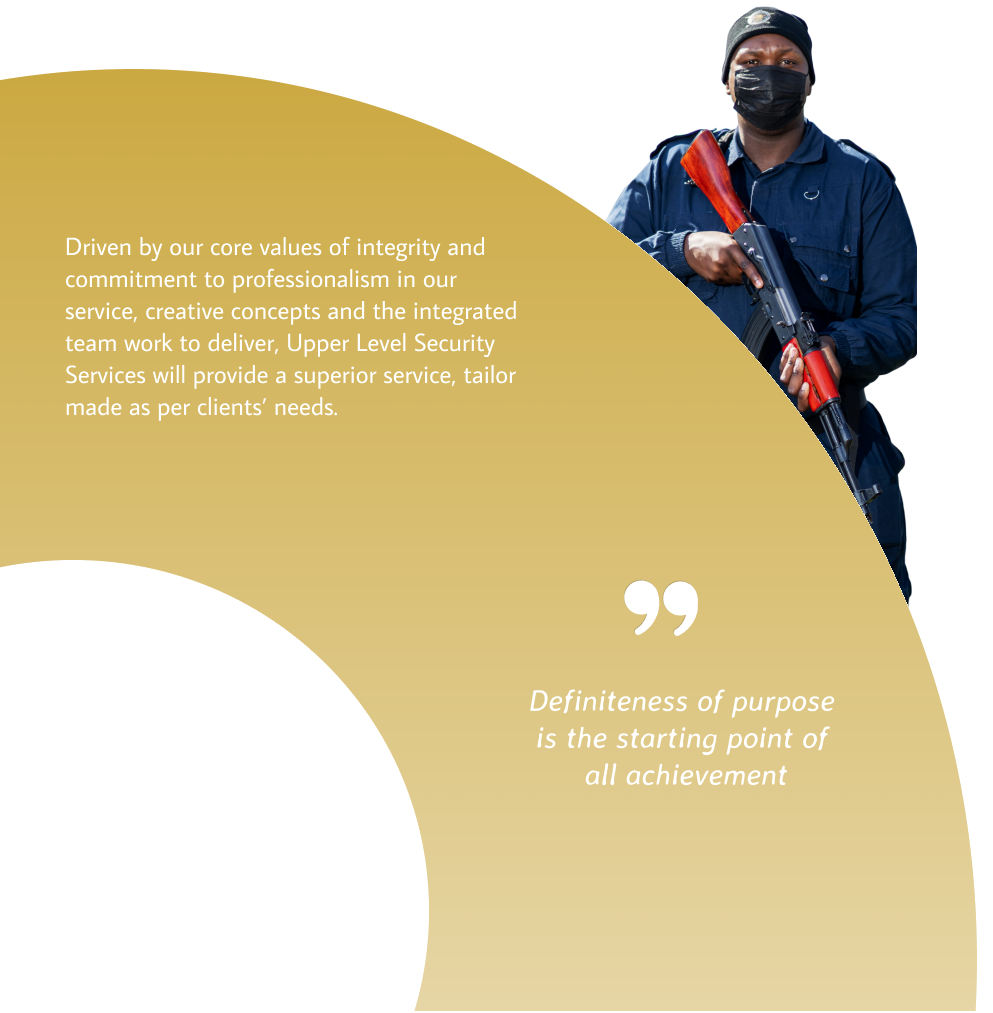 Driven by our core values of integrity and
commitment to professionalism in our
service, creative concepts and the integrated
team work to deliver, Upper Level Security
Services will provide a superior service, tailor
made as per clients’ needs.
”
Definiteness of purpose
is the starting point of
all achievement